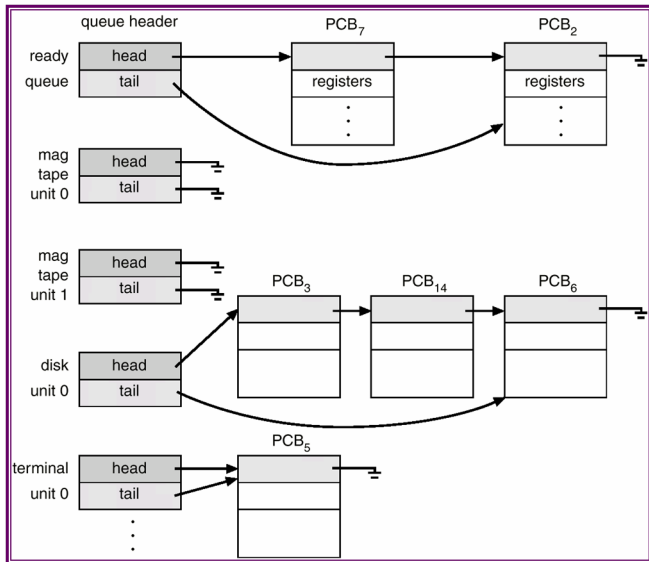 queue header
PCB7
PCB2
ready
queue
head
tail
registers
registers
mag
tape
unit 0
head
tail
mag
tape
unit 1
head
tail
PCB3
PCB14
PCB6
disk
unit 0
head
tail
PCB5
terminal
unit 0
head
tail